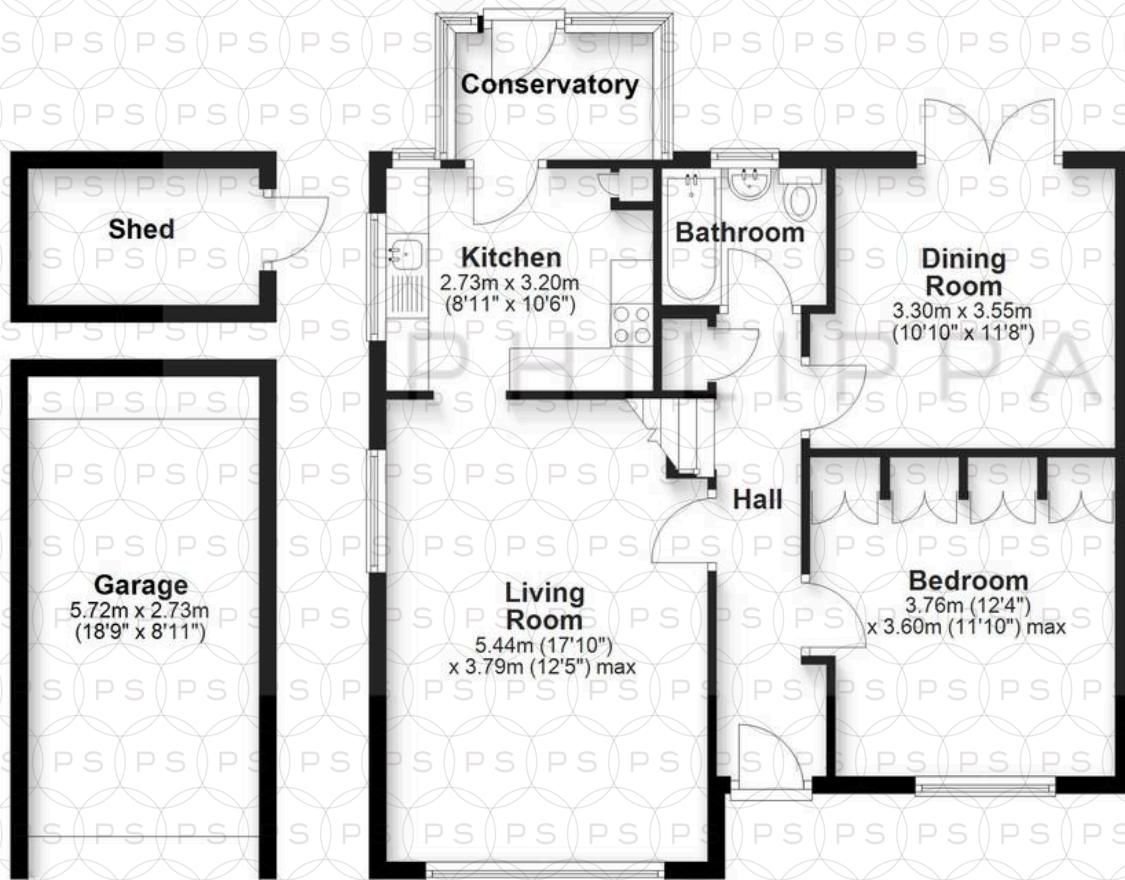 Conservatory
Shed
Kitchen
2.73m x 3.20m
(8'11" x 10'6")
Bathroom
Dining
Room
3.30m x 3.55m
(10'10" x 11'8")
PHILIPPA
Hall
Garage
5.72m x 2.73m
(18'9" x 8'11")
Living
Room
5.44m (17'10")
x 3.79m (12'5") max
Bedroom
3.76m (12'4")
x 3.60m (11'10") max
PS